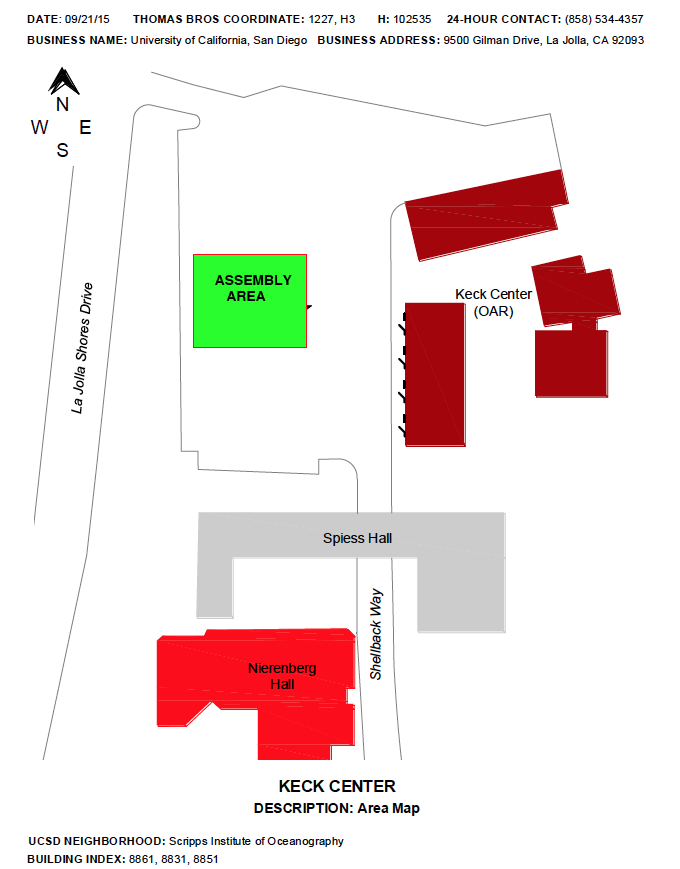 DATE: 09/21/15 THOMAS BROS COORDINATE: 1227, H3 H: 102535 24-HOUR CONTACT: (858) 534-4357
BUSINESS NAME: University of California, San Diego BUSINESS ADDRESS: 9500 Gilman Drive, La Jolla, CA 92093
N
W E
S
ASSEMBLY
AREA
Keck Center
(OAR)
La Jolla Shores Drive
Spiess Hall
Shellback Way
Nierenberg
Hall
KECK CENTER
DESCRIPTION: Area Map
UCSD NEIGHBORHOOD: Scripps Institute of Oceanography
BUILDING INDEX: 8861, 8831, 8851